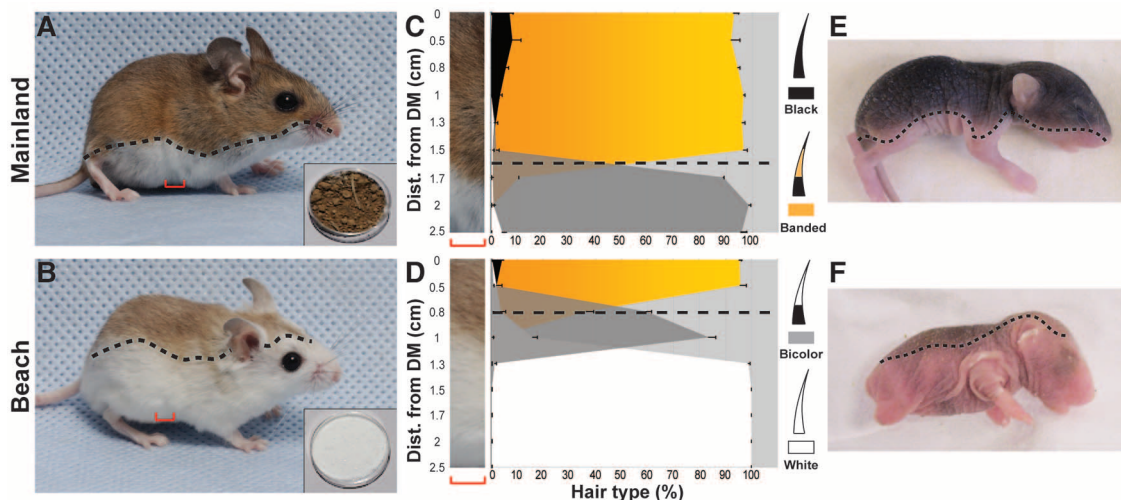 A
C
E
Mainland
Dist. from DM (cm)
0
0.5
0.8
1
1.3
1.5
1.7
2
2.5
0 10 20 30 40 50 60 70 80 90 100
Black
Banded
B
D
F
Beach
Dist. from DM (cm)
0
0.5
0.8
1
1.3
1.5
1.7
2
2.5
0 10 20 30 40 50 60 70 80 90 100
Hair type (%)
Bicolor
White